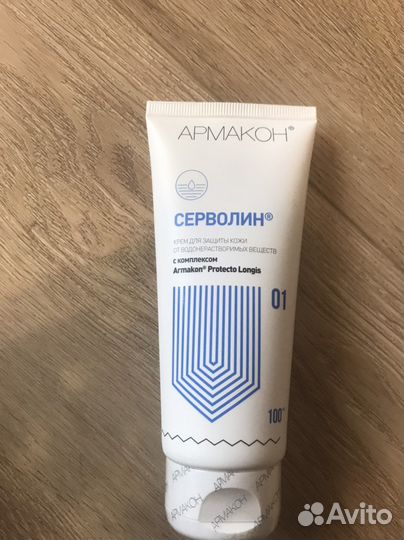 АРМАКОН®
СЕРВОЛИН®
КРЕМ ДЛЯ ЗАЩИТЫ КОЖИ
ОТ ВОДОНЕРАСТВОРИМЫХ ВЕЩЕСТВ
С КОМПЛЕКСОМ
Armakon® Protecto Longis
01
100
АРМАКОН
Avito